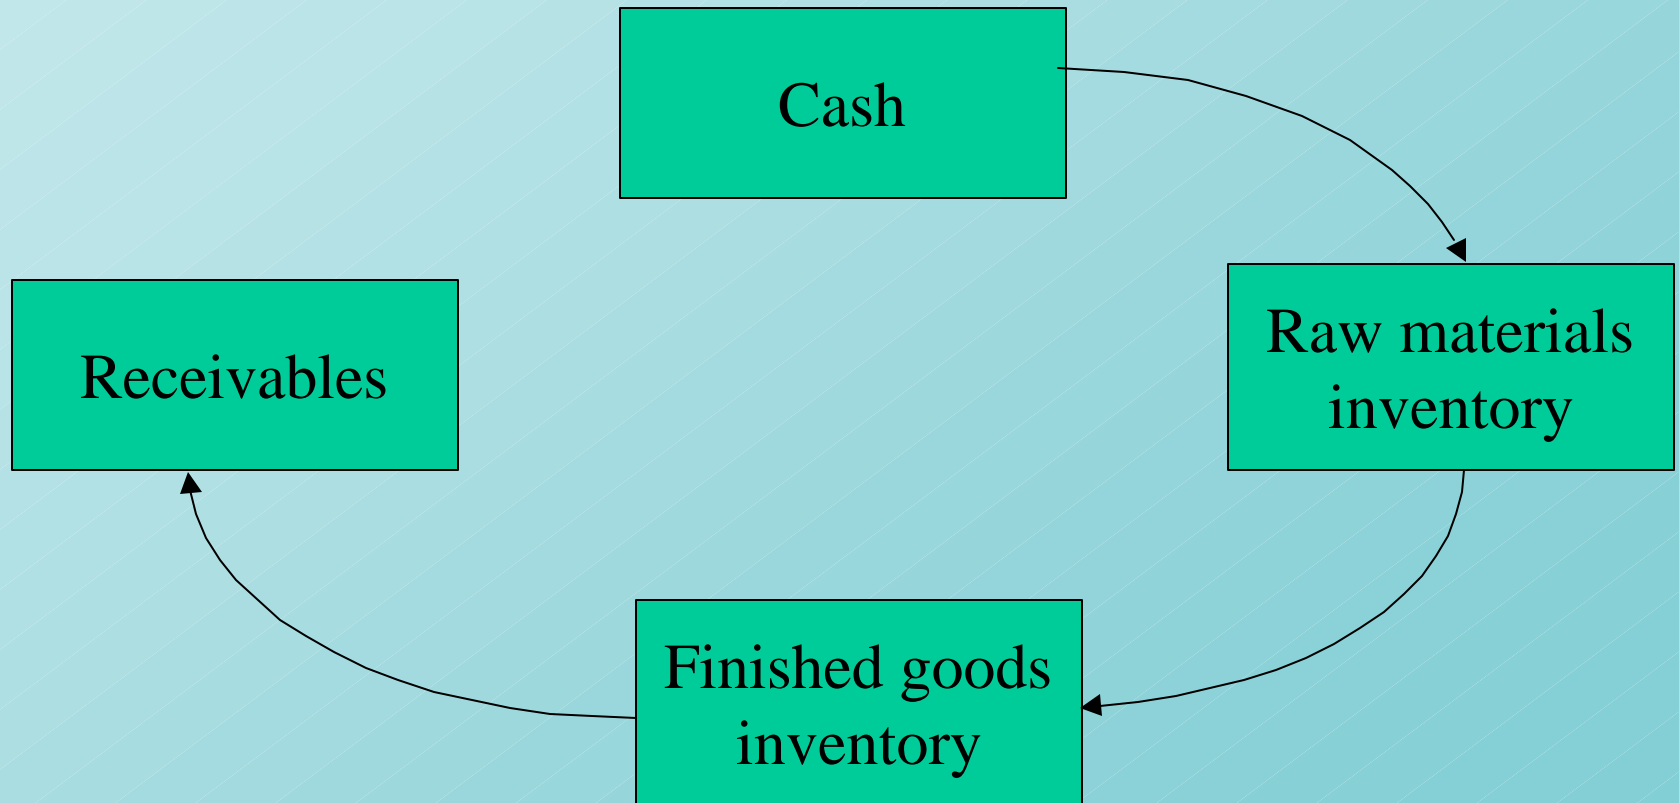 Cash
Receivables
Raw materials
inventory
Finished goods
inventory